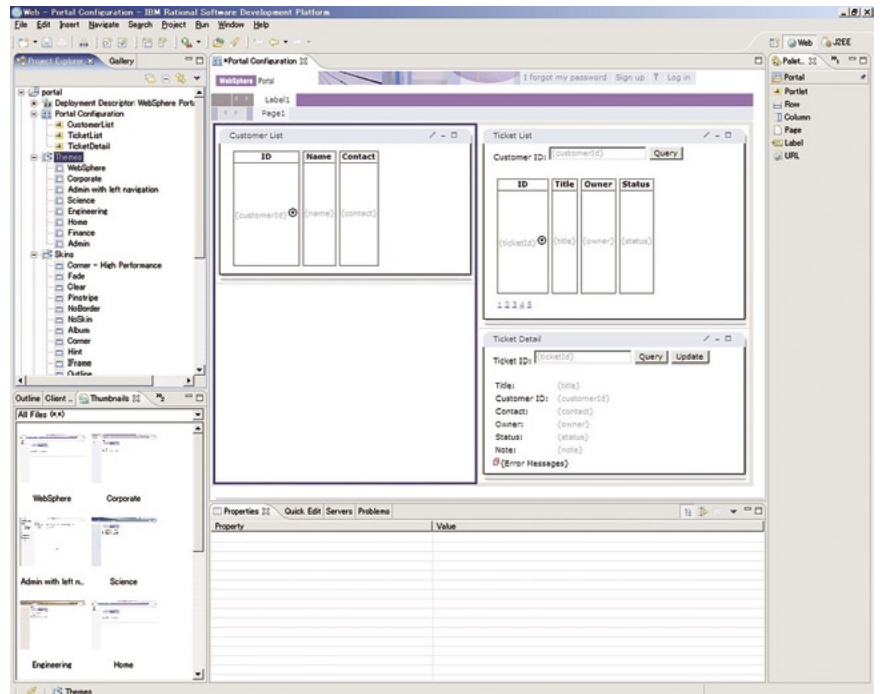 Web - Portal Configuration - IBM Rational Software Development Platform
File Edit Insert Navigate Search Project Run Window Help
Web J2EE
Project Explorer Gallery
portal
Deployment Descriptor: WebSphere Port
Portal Configuration
CustomerList
TicketList
TicketDetail
Themes
WebSphere
Corporate
Admin with left navigation
Science
Engineering
Home
Finance
Admin
Skins
Corner - High Performance
Fade
Clear
Pinstripe
NoBorder
NoSkin
Album
Corner
Hint
IFrame
Outline
Outline Client .. Thumbnails
All Files (*.*)
WebSphere Corporate
Admin with left n.. Science
Engineering Home
*Portal Configuration
WebSphere Portal
I forgot my password Sign up ? Log in
Label1
Page1
Customer List
ID Name Contact
{customerId} {name} {contact}
Ticket List
Customer ID: {customerId} Query
ID Title Owner Status
{ticketId} {title} {owner} {status}
1 2 3 4 5
Ticket Detail
Ticket ID: {ticketId} Query Update
Title: {title}
Customer ID: {customerId}
Contact: {contact}
Owner: {owner}
Status: {status}
Note: {note}
{Error Messages}
Properties Quick Edit Servers Problems
Property Value
Palet..
Portal
Portlet
Row
Column
Page
Label
URL
Themes